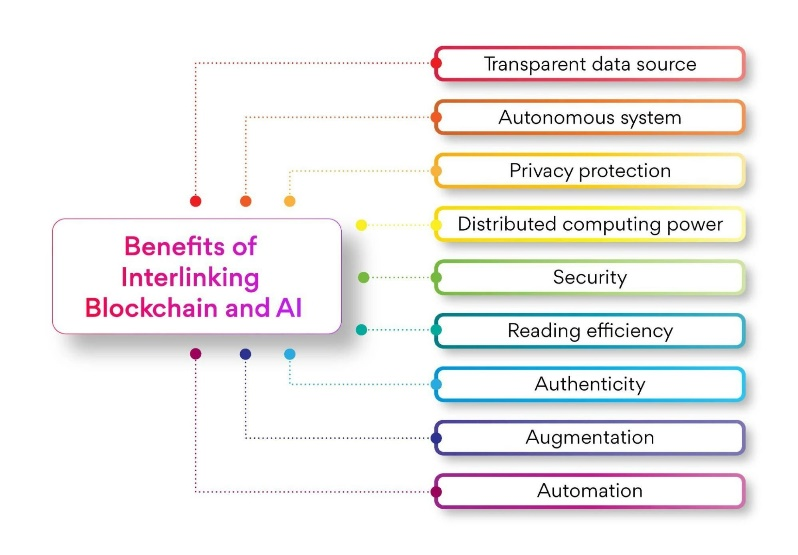 Transparent data source
Autonomous system
Privacy protection
Benefits of
Interlinking
Blockchain and AI
Distributed computing power
Security
Reading efficiency
Authenticity
Augmentation
Automation